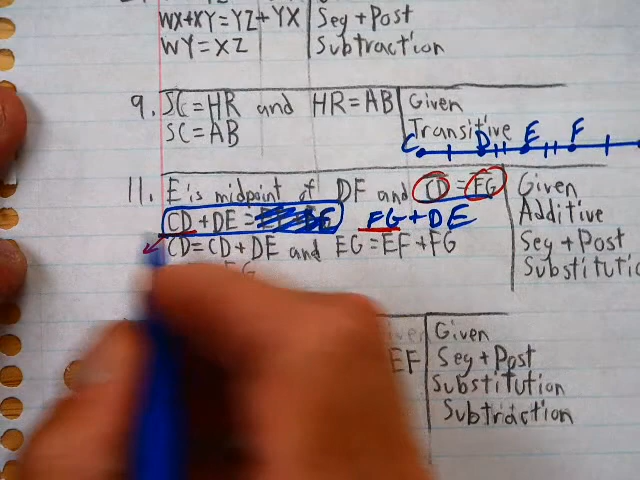 WX+XY=YZ+YX Seg + Post
WY=XZ Subtraction
9. SC=HR and HR=AB Given
SC=AB Transitive
C D E F
11. E is midpoint of DF and CD = FG Given
CD + DE = FG + DE Additive
CD=CD+DE and EG=EF+FG Seg + Post
FG Substitutio
Given
EF Seg + Post
Substitution
Subtraction